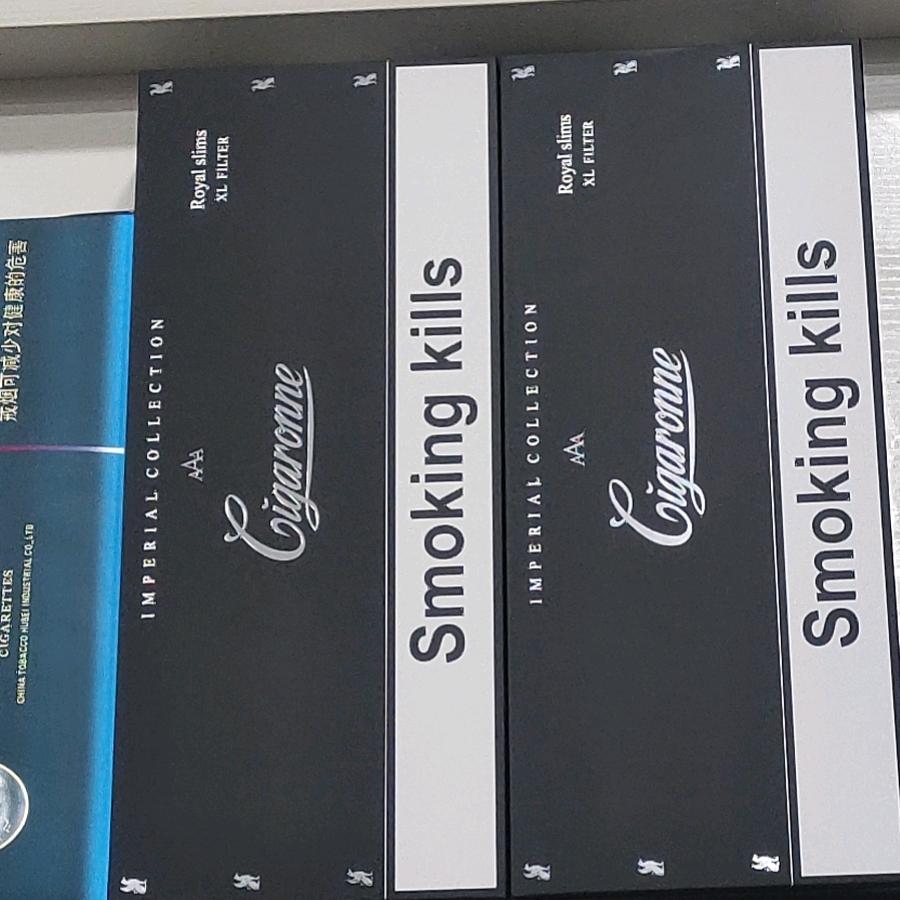 戒烟可减少对健康的危害
CIGARETTES
CHINA TOBACCO HUBEI INDUSTRIAL CO.,LTD
IMPERIAL COLLECTION
AAA
Cigaronne
Royal slims
XL FILTER
Smoking kills
IMPERIAL COLLECTION
AAA
Cigaronne
Royal slims
XL FILTER
Smoking kills